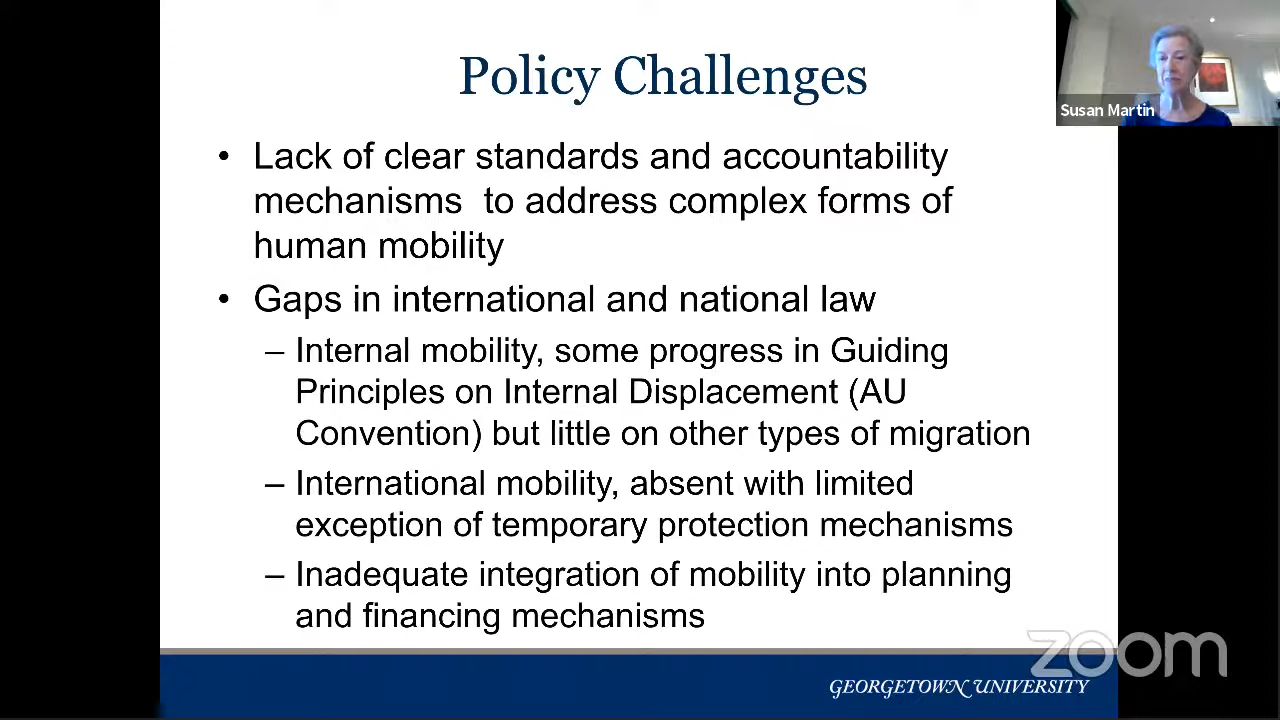 Policy Challenges
Susan Martin
• Lack of clear standards and accountability
mechanisms  to address complex forms of
human mobility
• Gaps in international and national law
– Internal mobility, some progress in Guiding
Principles on Internal Displacement (AU
Convention) but little on other types of migration
– International mobility, absent with limited
exception of temporary protection mechanisms
– Inadequate integration of mobility into planning
and financing mechanisms
zoom
GEORGETOWN UNIVERSITY